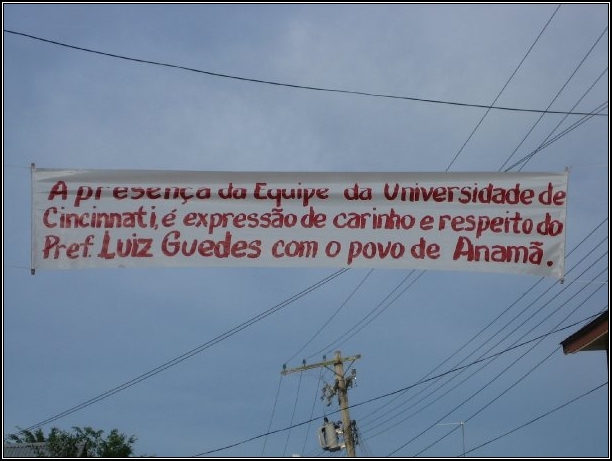 A presença da Equipe da Universidade de
Cincinnati, é expressão de carinho e respeito do
Pref. Luiz Guedes com o povo de Anamã.